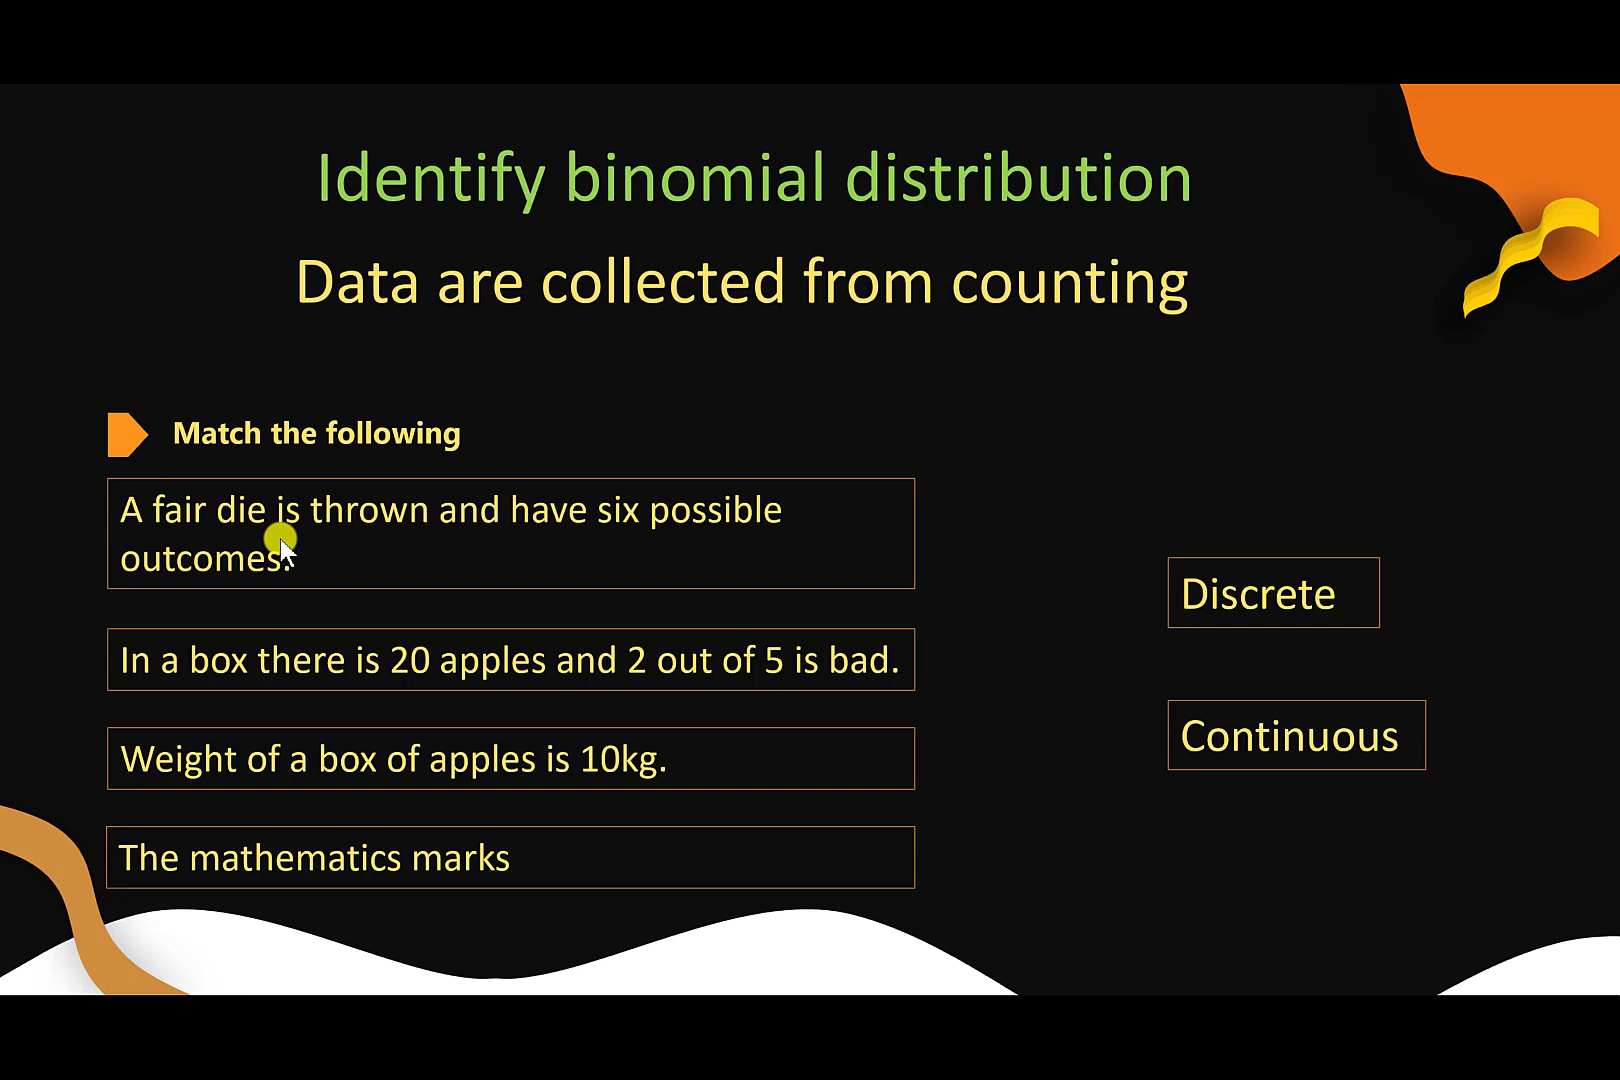 Identify binomial distribution
Data are collected from counting
Match the following
A fair die is thrown and have six possible
outcomes.
In a box there is 20 apples and 2 out of 5 is bad.
Weight of a box of apples is 10kg.
The mathematics marks
Discrete
Continuous